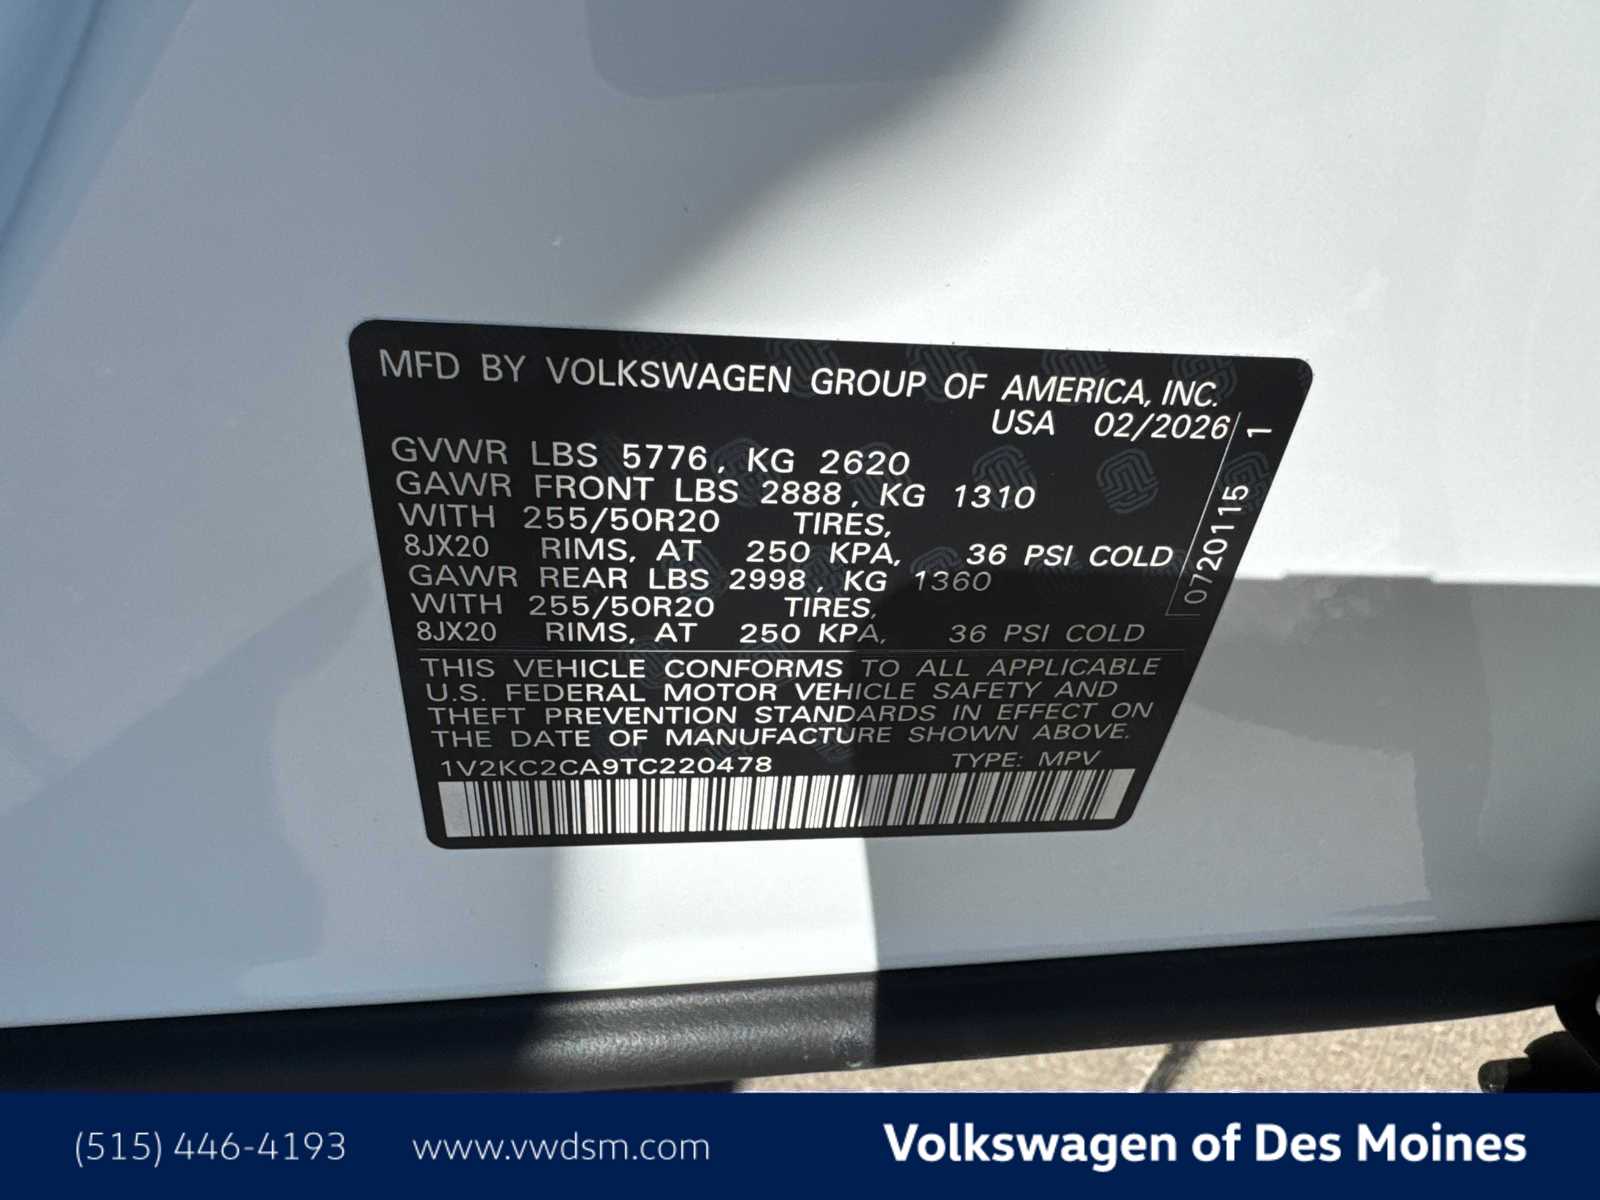 MFD BY VOLKSWAGEN GROUP OF AMERICA, INC.
USA 02/2026
GVWR LBS 5776, KG 2620
GAWR FRONT LBS 2888, KG 1310
WITH 255/50R20 TIRES,
8JX20 RIMS, AT 250 KPA, 36 PSI COLD
GAWR REAR LBS 2998, KG 1360
WITH 255/50R20 TIRES,
8JX20 RIMS, AT 250 KPA, 36 PSI COLD
0720115 1
THIS VEHICLE CONFORMS TO ALL APPLICABLE
U.S. FEDERAL MOTOR VEHICLE SAFETY AND
THEFT PREVENTION STANDARDS IN EFFECT ON
THE DATE OF MANUFACTURE SHOWN ABOVE.
1V2KC2CA9TC220478 TYPE: MPV
(515) 446-4193 www.vwdsm.com Volkswagen of Des Moines